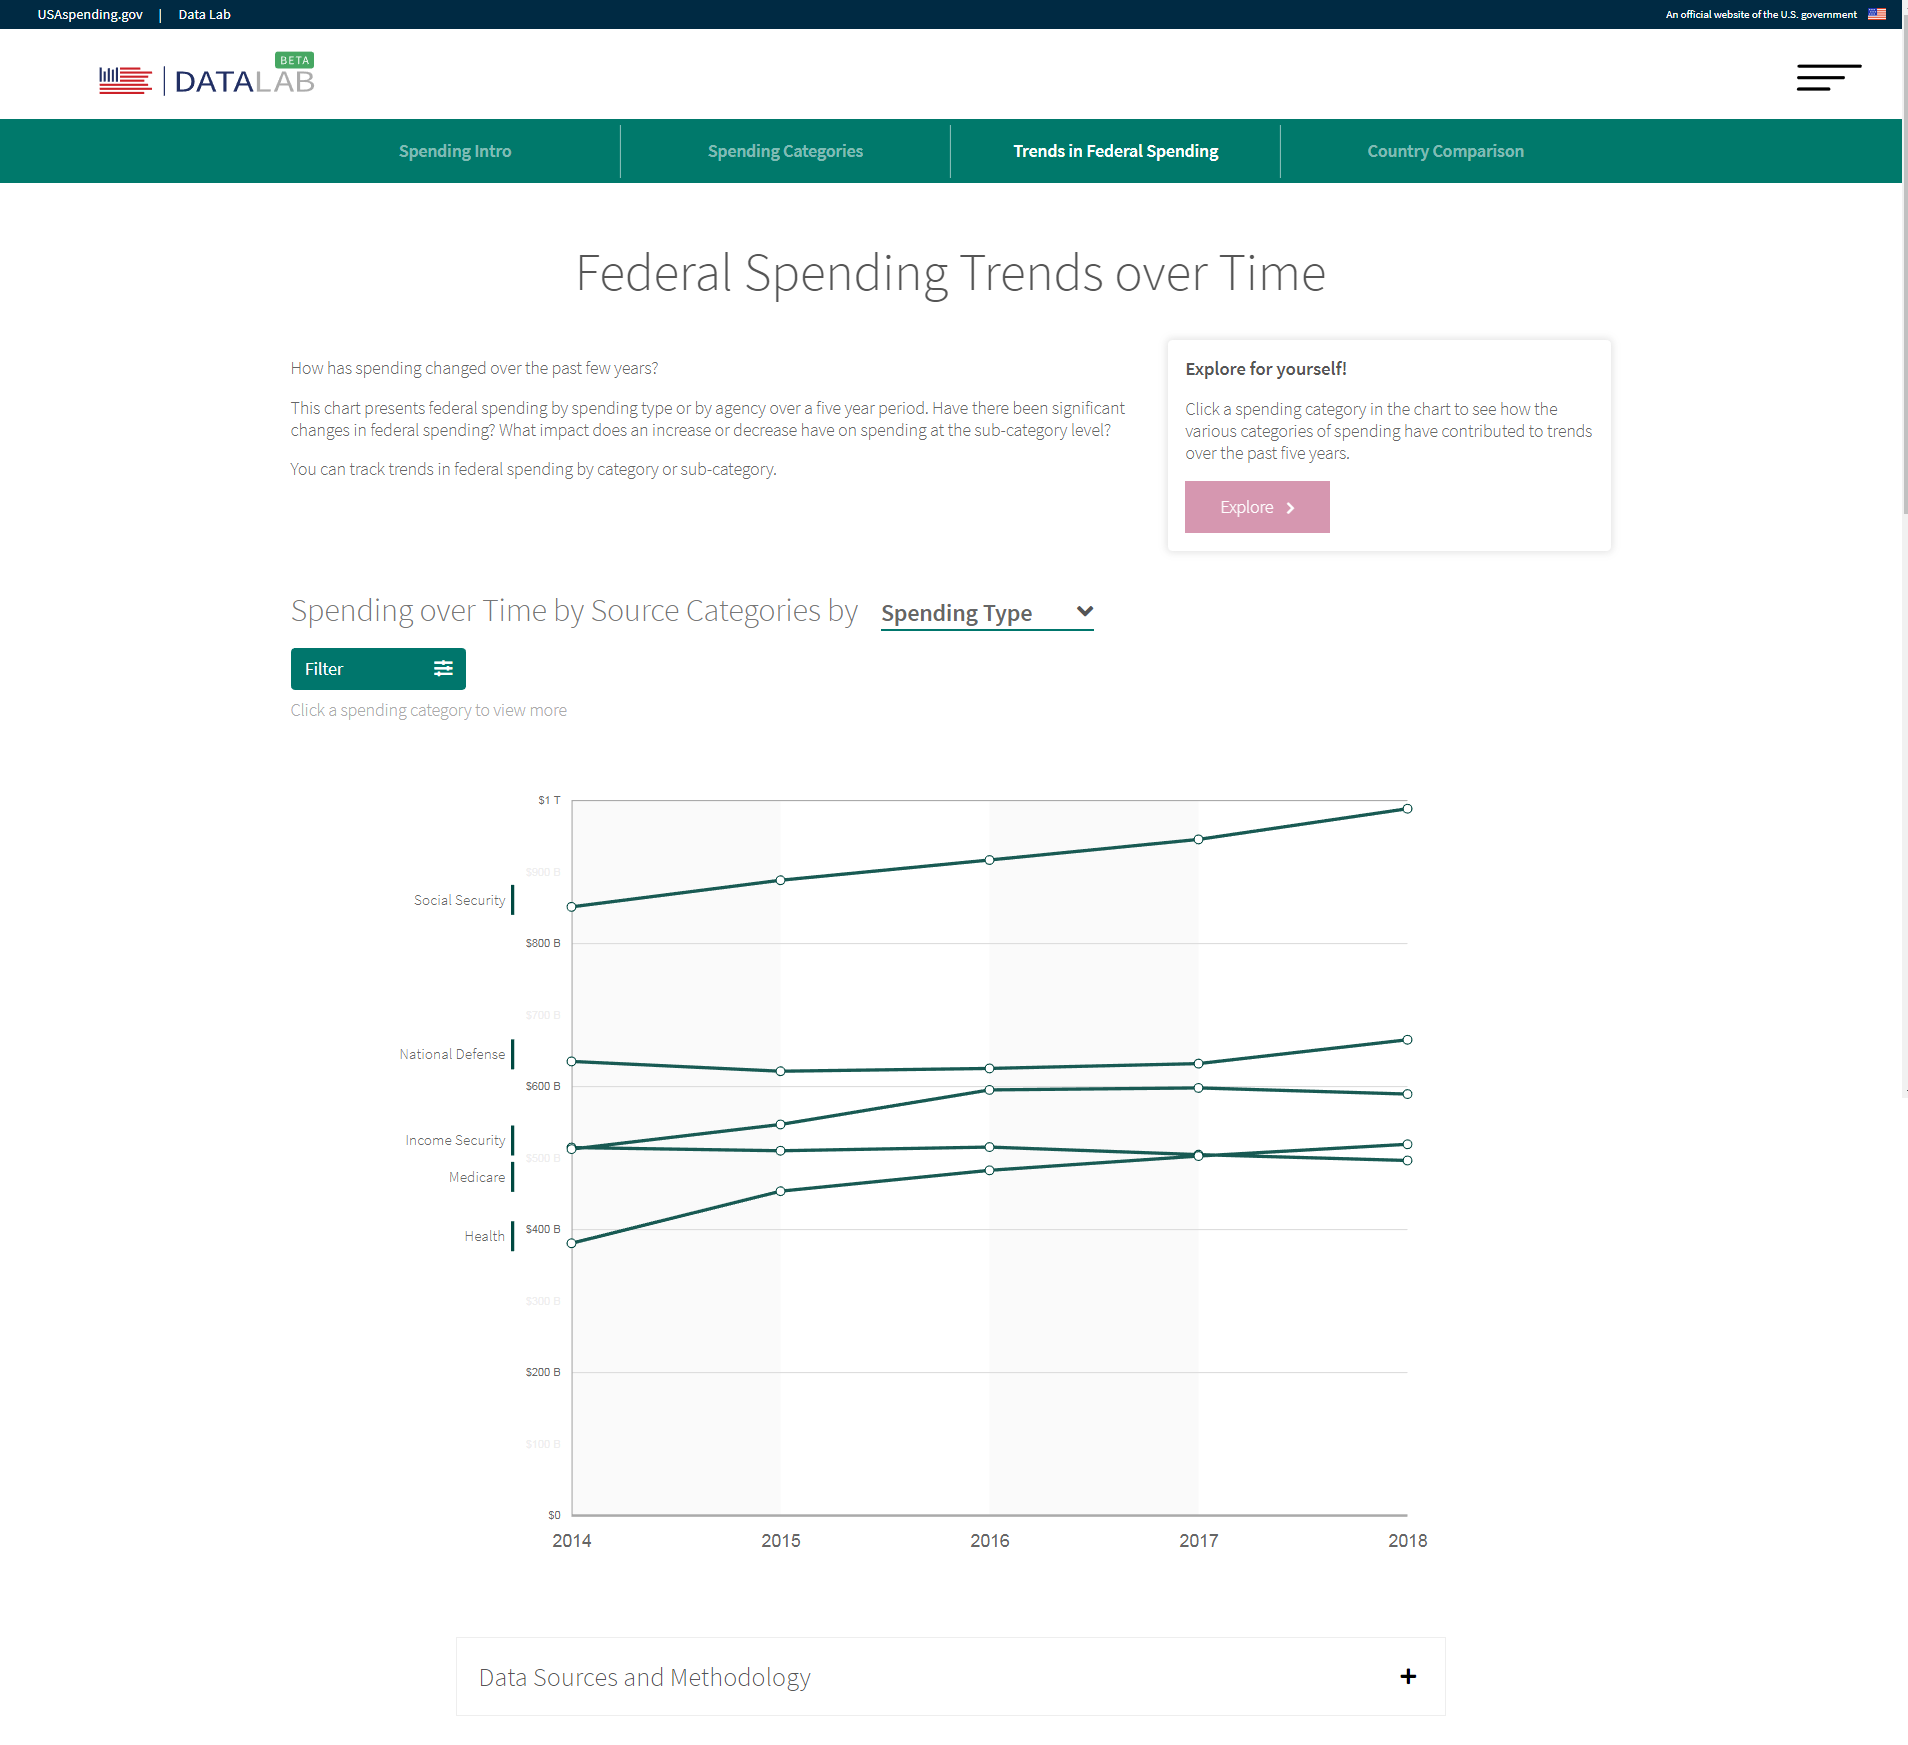 USAspending.gov | Data Lab
An official website of the U.S. government
BETA
DATALAB
Spending Intro
Spending Categories
Trends in Federal Spending
Country Comparison
Federal Spending Trends over Time
How has spending changed over the past few years?
This chart presents federal spending by spending type or by agency over a five year period. Have there been significant
changes in federal spending? What impact does an increase or decrease have on spending at the sub-category level?
You can track trends in federal spending by category or sub-category.
Explore for yourself!
Click a spending category in the chart to see how the
various categories of spending have contributed to trends
over the past five years.
Explore
Spending over Time by Source Categories by Spending Type
Filter
Click a spending category to view more
$1 T
$900 B
Social Security
$800 B
$700 B
National Defense
$600 B
Income Security
$500 B
Medicare
$400 B
Health
$300 B
$200 B
$100 B
$0
2014
2015
2016
2017
2018
Data Sources and Methodology